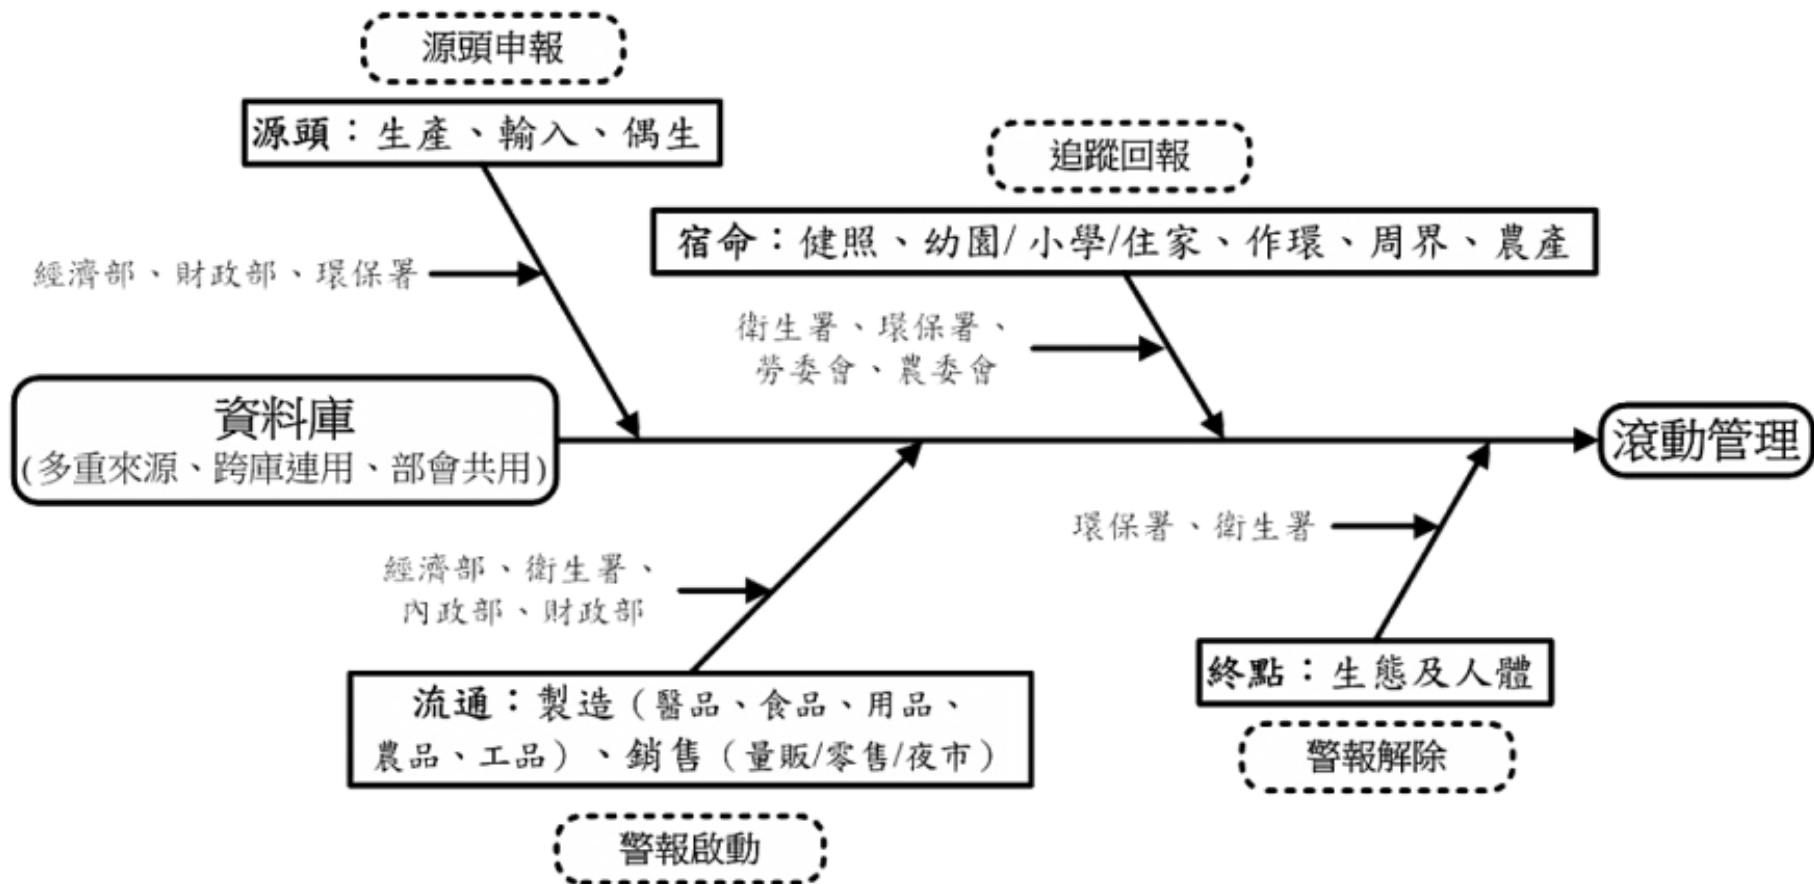 源頭申報
源頭：生產、輸入、偶生
追蹤回報
宿命：健照、幼園/小學/住家、作環、周界、農產
經濟部、財政部、環保署
衛生署、環保署、
勞委會、農委會
資料庫
(多重來源、跨庫連用、部會共用)
滾動管理
經濟部、衛生署、
內政部、財政部
環保署、衛生署
流通：製造（醫品、食品、用品、
農品、工品）、銷售（量販/零售/夜市）
警報啟動
終點：生態及人體
警報解除